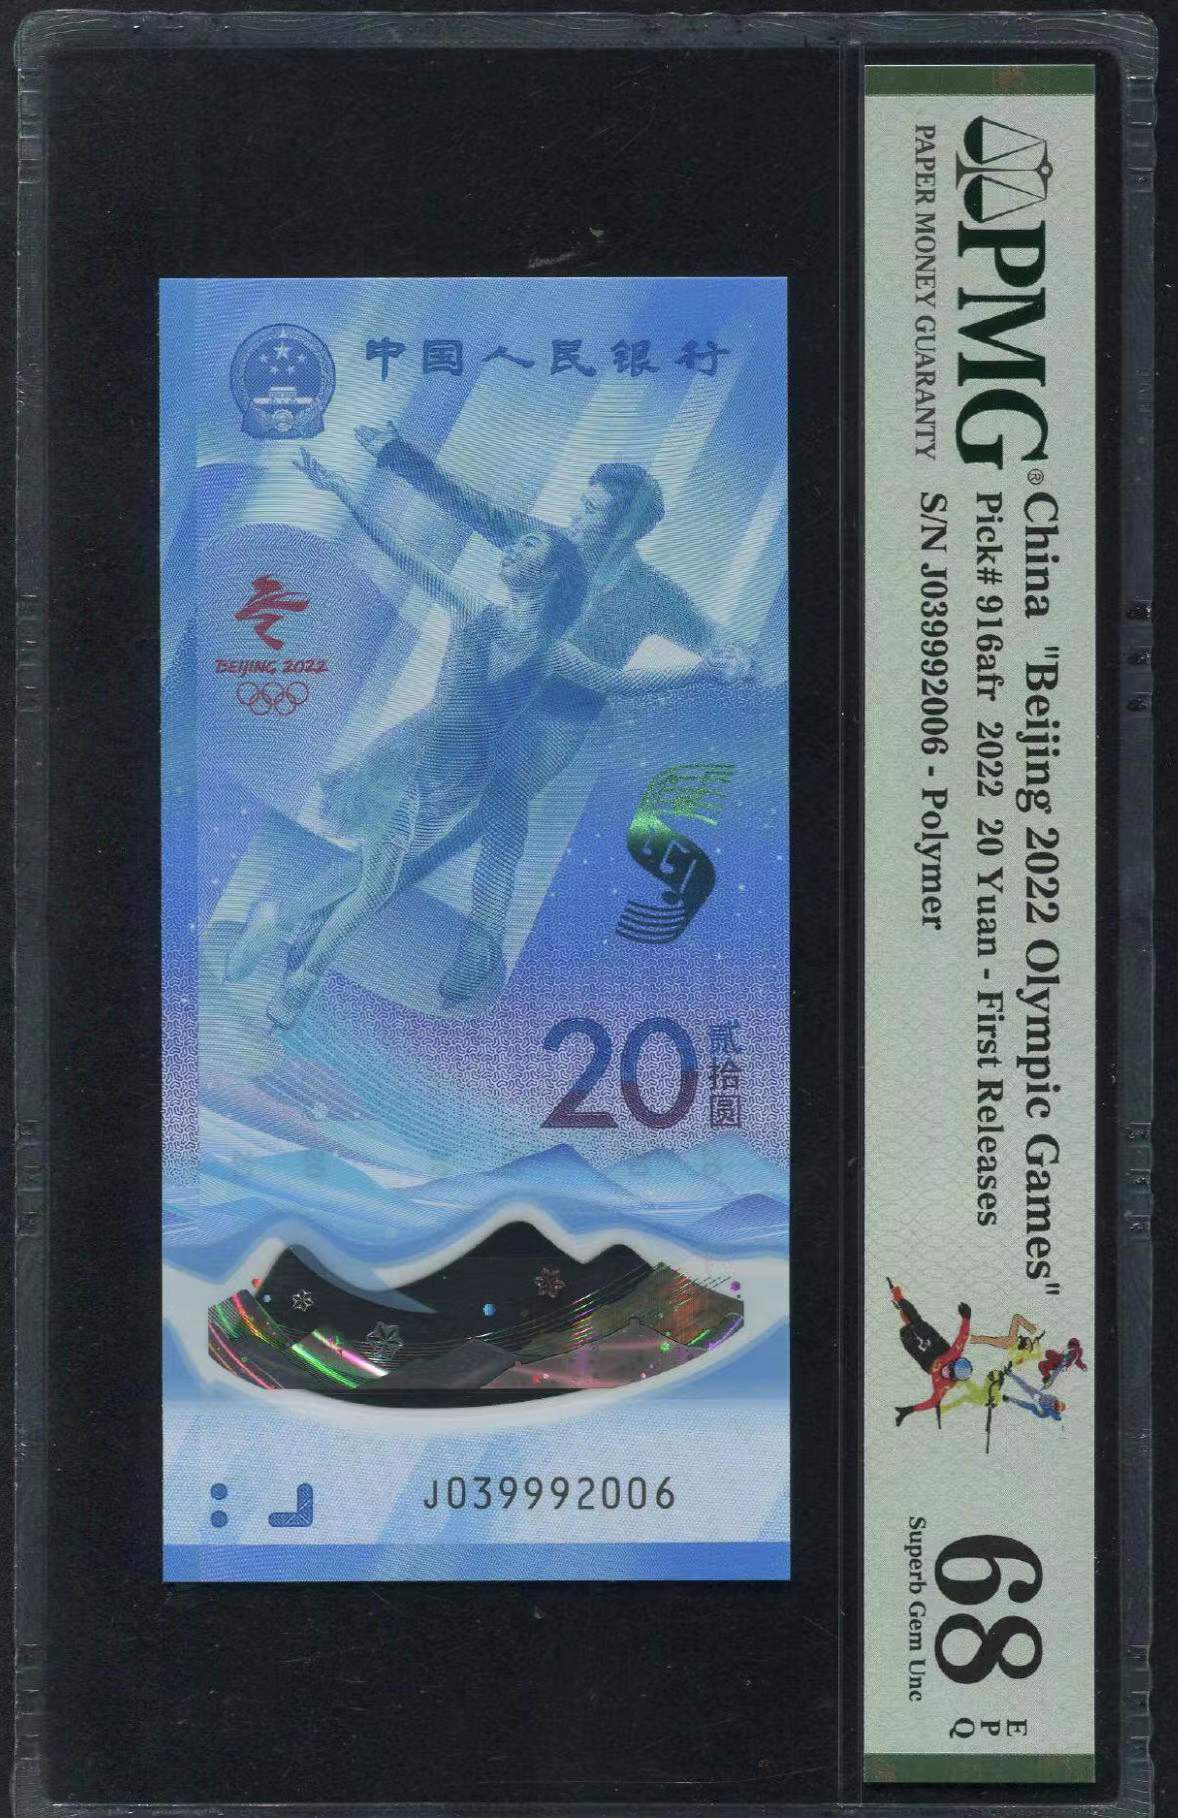 中国人民银行
BEIJING 2022
20
贰拾圆
J039992006
PMG®
PAPER MONEY GUARANTY
China "Beijing 2022 Olympic Games"
Pick# 916afr 2022 20 Yuan - First Releases
S/N J039992006 - Polymer
68
EPQ
Superb Gem Unc